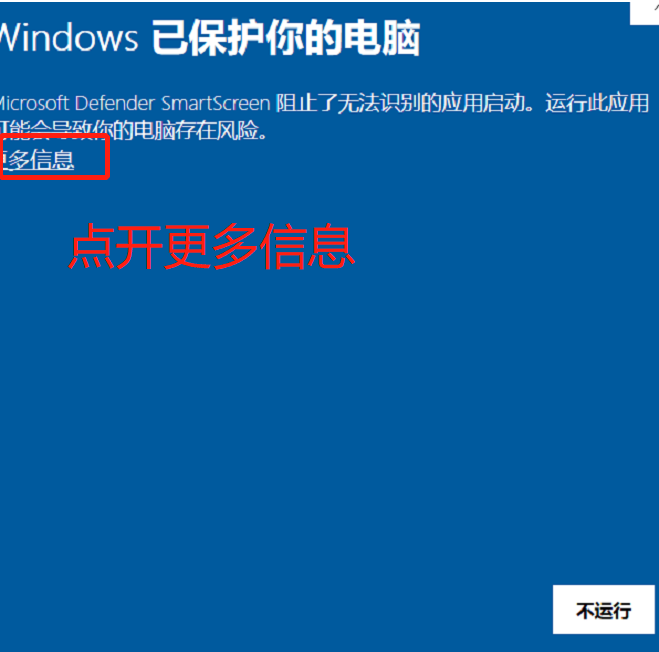 Windows 已保护你的电脑
Microsoft Defender SmartScreen 阻止了无法识别的应用启动。运行此应用
可能会导致你的电脑存在风险。
更多信息
点开更多信息
不运行